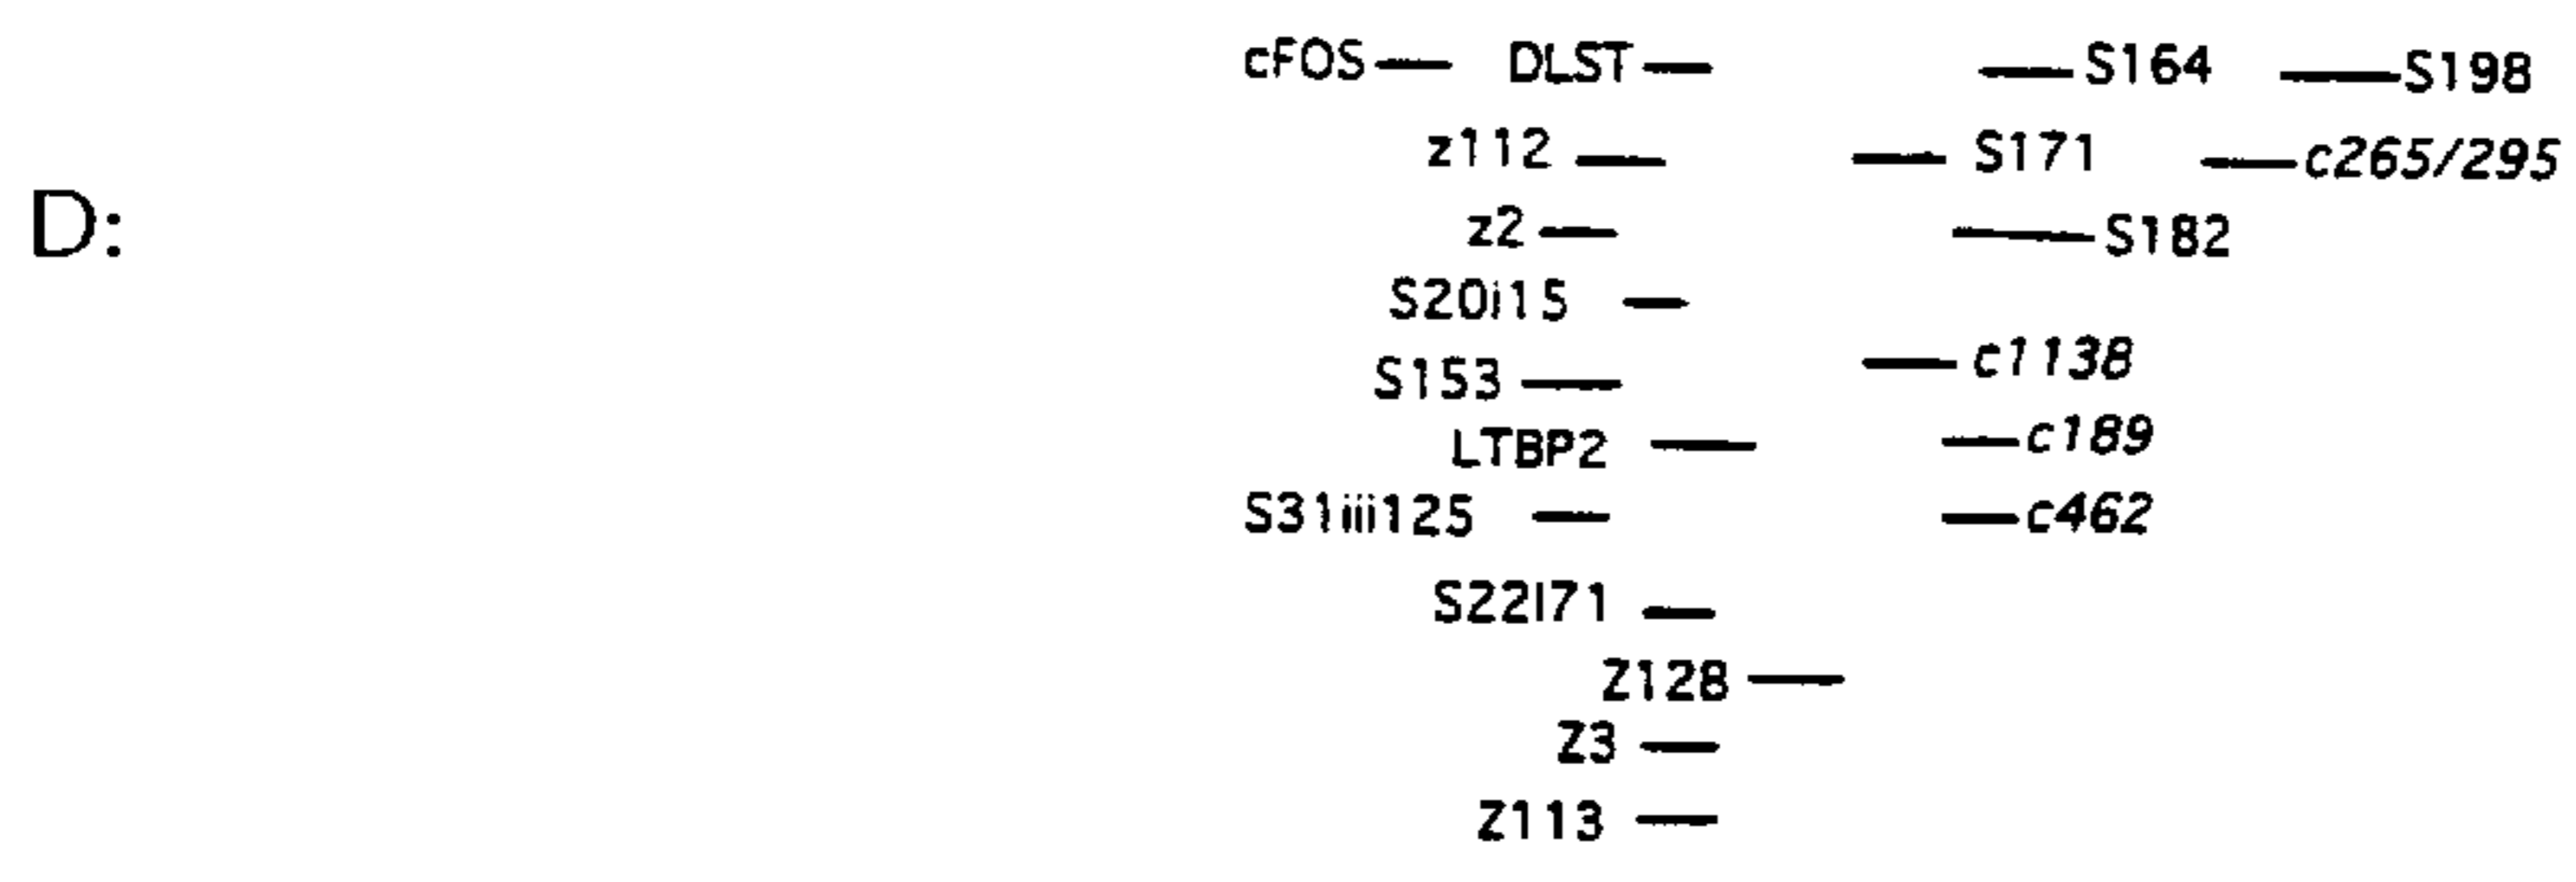 cFOS DLST S164 S198
z112 S171 c265/295
D:
z2 S182
S20i15
S153 c1138
LTBP2 c189
S31iii125 c462
S22I71
Z128
Z3
Z113